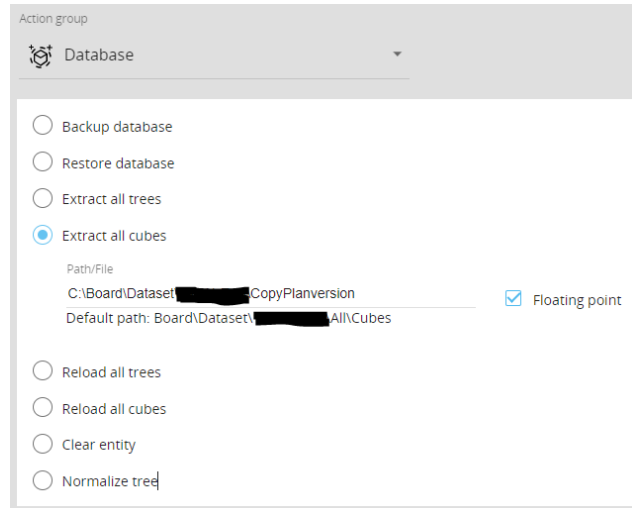 Action group
Database
Backup database
Restore database
Extract all trees
Extract all cubes
Path/File
C:\Board\Dataset\ CopyPlanversion
Floating point
Default path: Board\Dataset\ All\Cubes
Reload all trees
Reload all cubes
Clear entity
Normalize tree